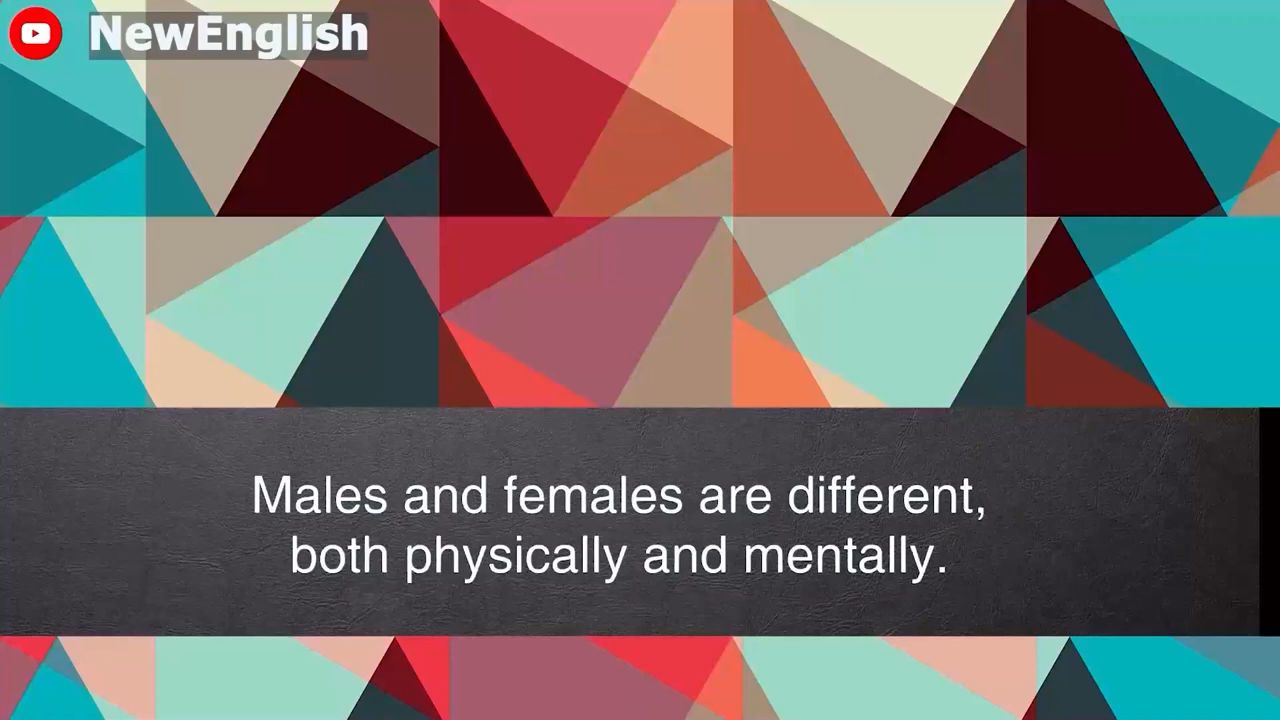 NewEnglish
Males and females are different,
both physically and mentally.